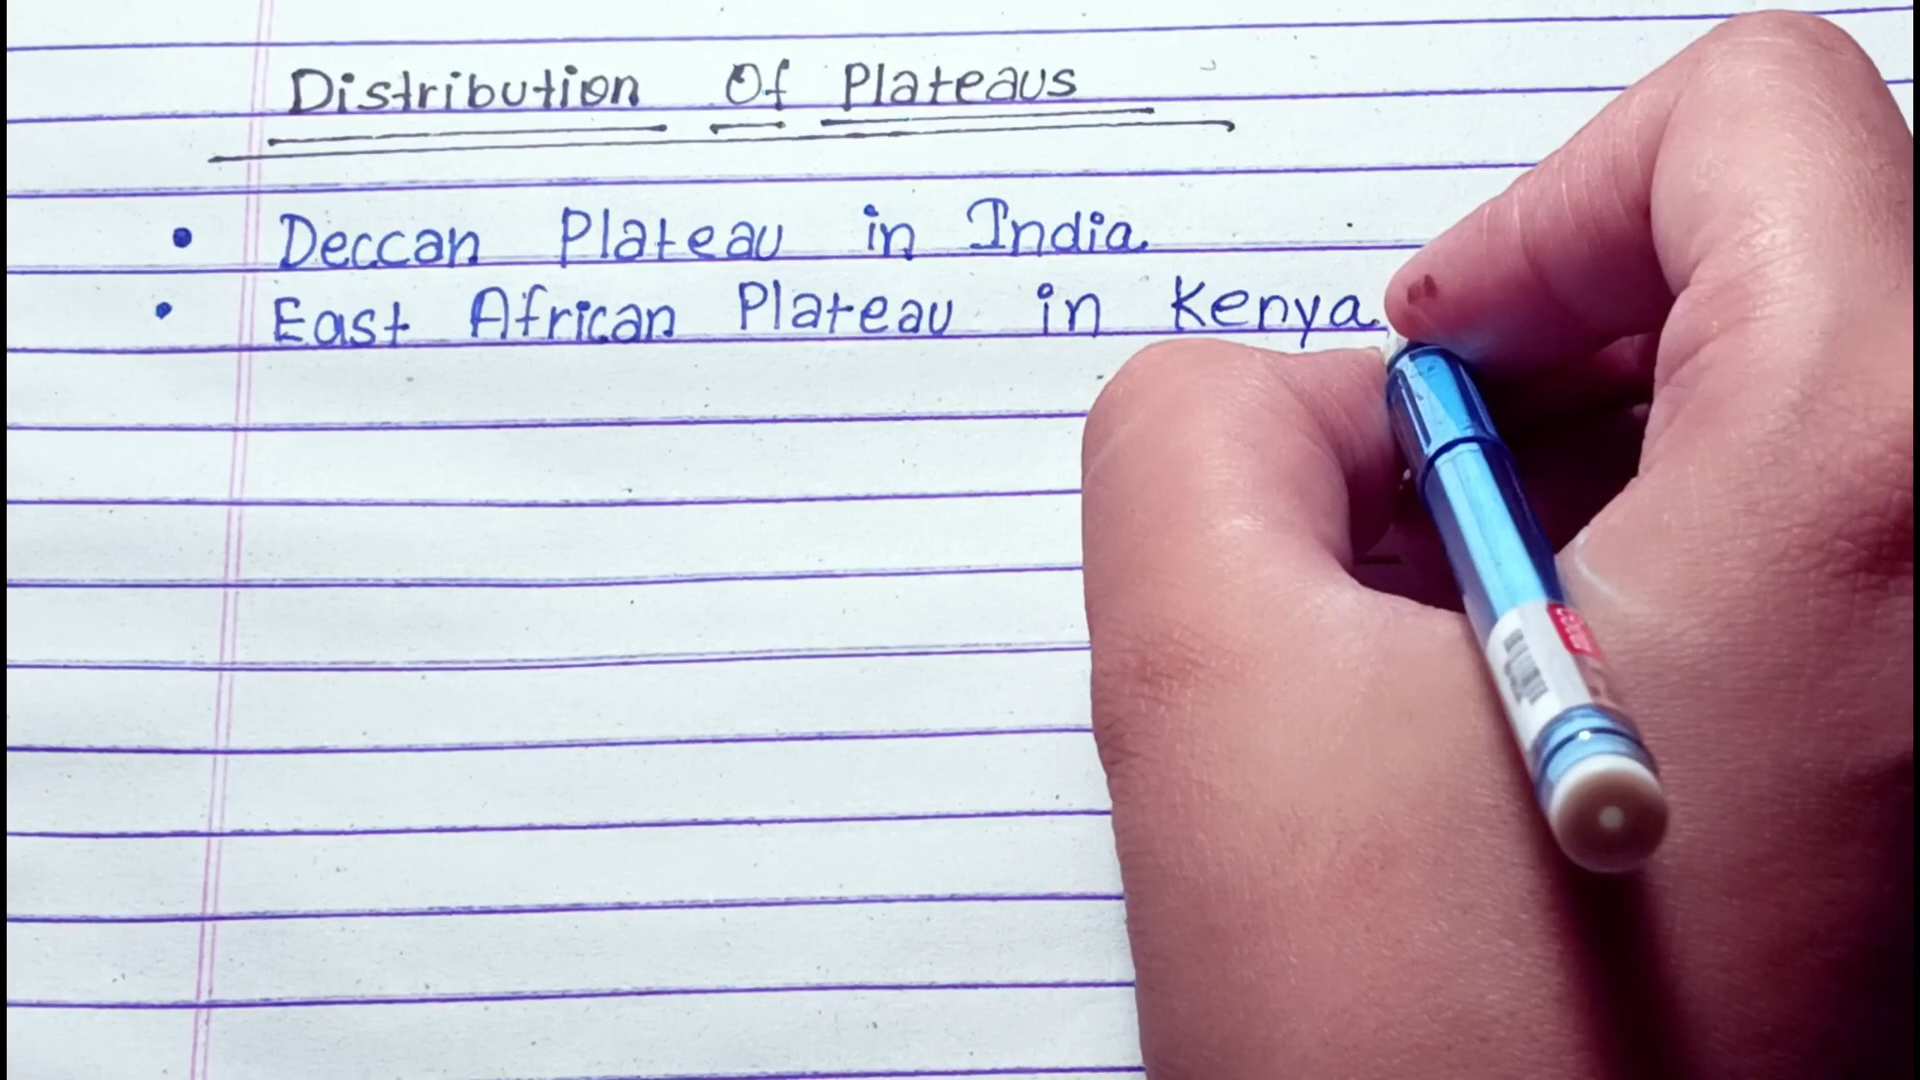 Distribution Of Plateaus
• Deccan Plateau in India.
• East African Plateau in Kenya